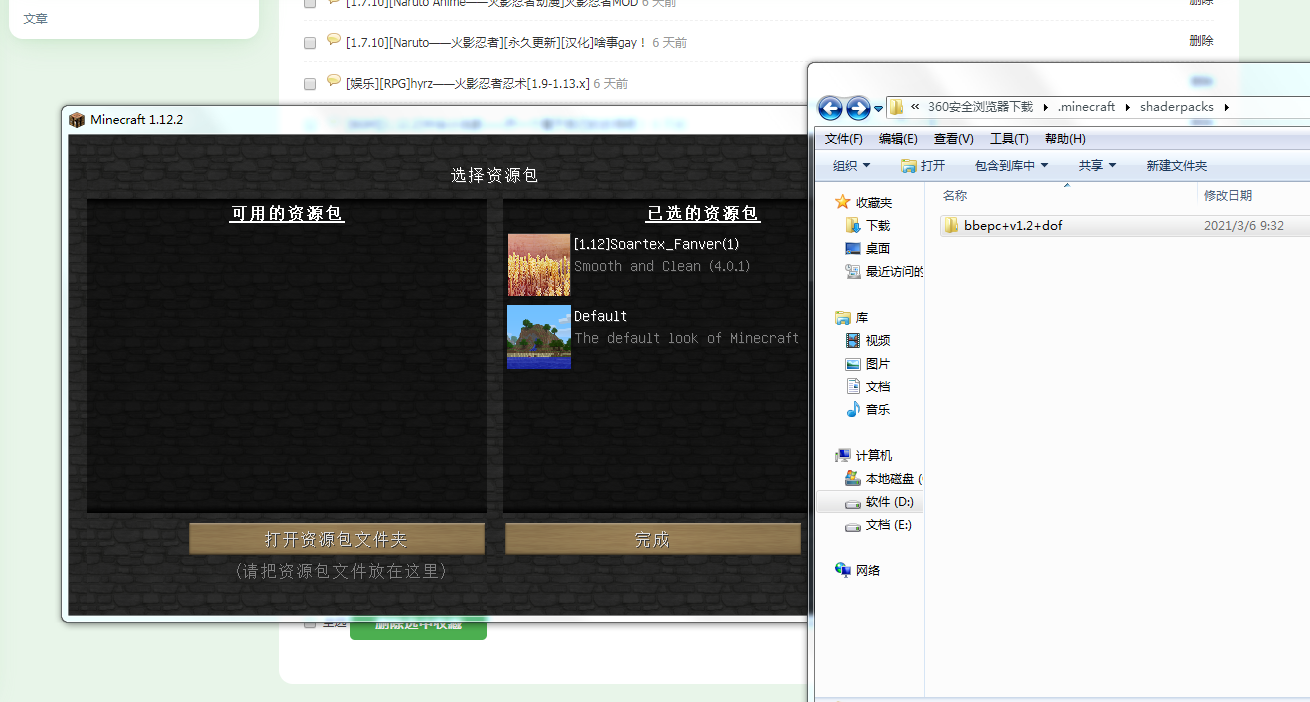 文章
[1.7.10][Naruto Anime——火影忍者动漫]火影忍者MOD 6 天前
删除
[1.7.10][Naruto——火影忍者][永久更新][汉化]啥事gay！ 6 天前
删除
[娱乐][RPG]hyrz——火影忍者忍术[1.9-1.13.x] 6 天前
Minecraft 1.12.2
选择资源包
可用的资源包
已选的资源包
[1.12]Soartex_Fanver(1)
Smooth and Clean (4.0.1)
Default
The default look of Minecraft
打开资源包文件夹
完成
(请把资源包文件放在这里)
全选
删除选中收藏
« 360安全浏览器下载 .minecraft shaderpacks
文件(F) 编辑(E) 查看(V) 工具(T) 帮助(H)
组织 打开 包含到库中 共享 新建文件夹
收藏夹
下载
桌面
最近访问的
库
视频
图片
文档
音乐
计算机
本地磁盘 (
软件 (D:)
文档 (E:)
网络
名称 修改日期
bbepc+v1.2+dof 2021/3/6 9:32